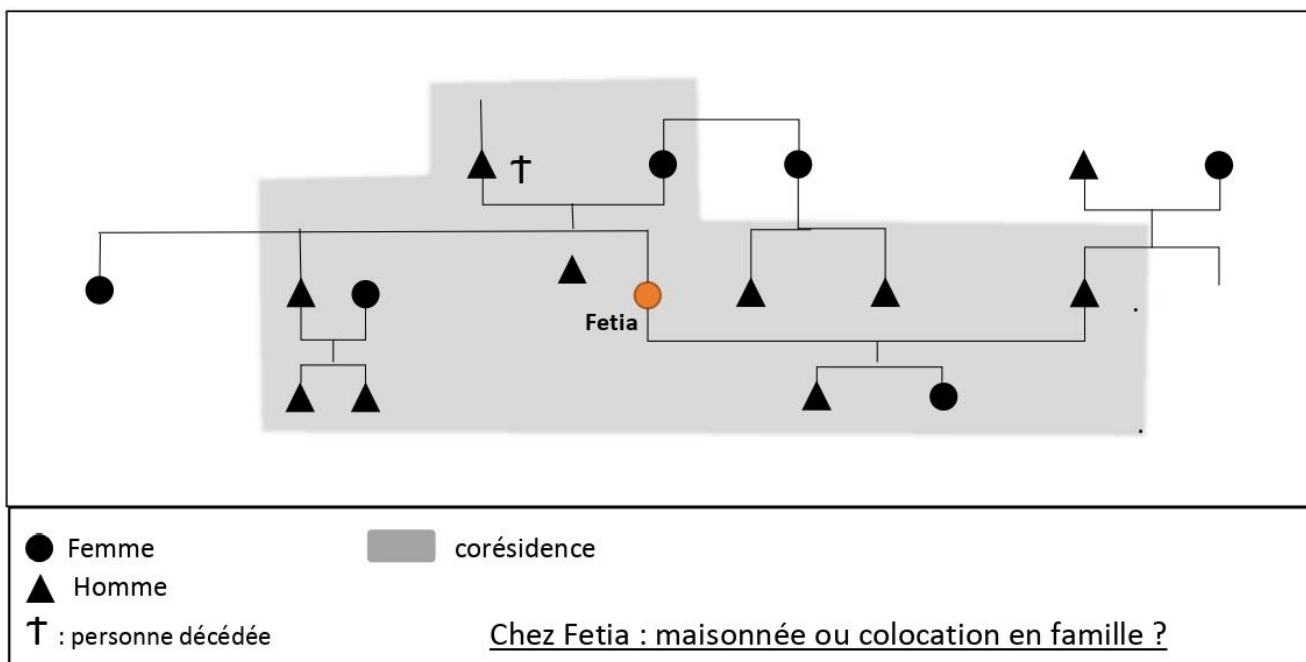 †
Fetia
Femme
corésidence
Homme
† : personne décédée
Chez Fetia : maisonnée ou colocation en famille ?